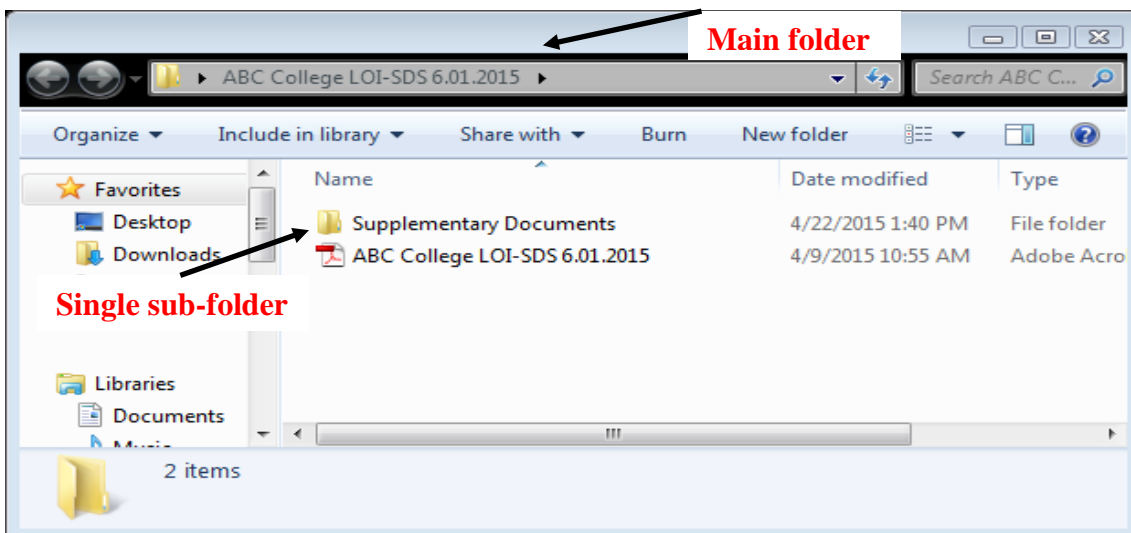 Main folder
ABC College LOI-SDS 6.01.2015
Search ABC C...
Organize Include in library Share with Burn New folder
Favorites
Name Date modified Type
Desktop
Supplementary Documents 4/22/2015 1:40 PM File folder
Downloads
ABC College LOI-SDS 6.01.2015 4/9/2015 10:55 AM Adobe Acro
Single sub-folder
Libraries
Documents
2 items